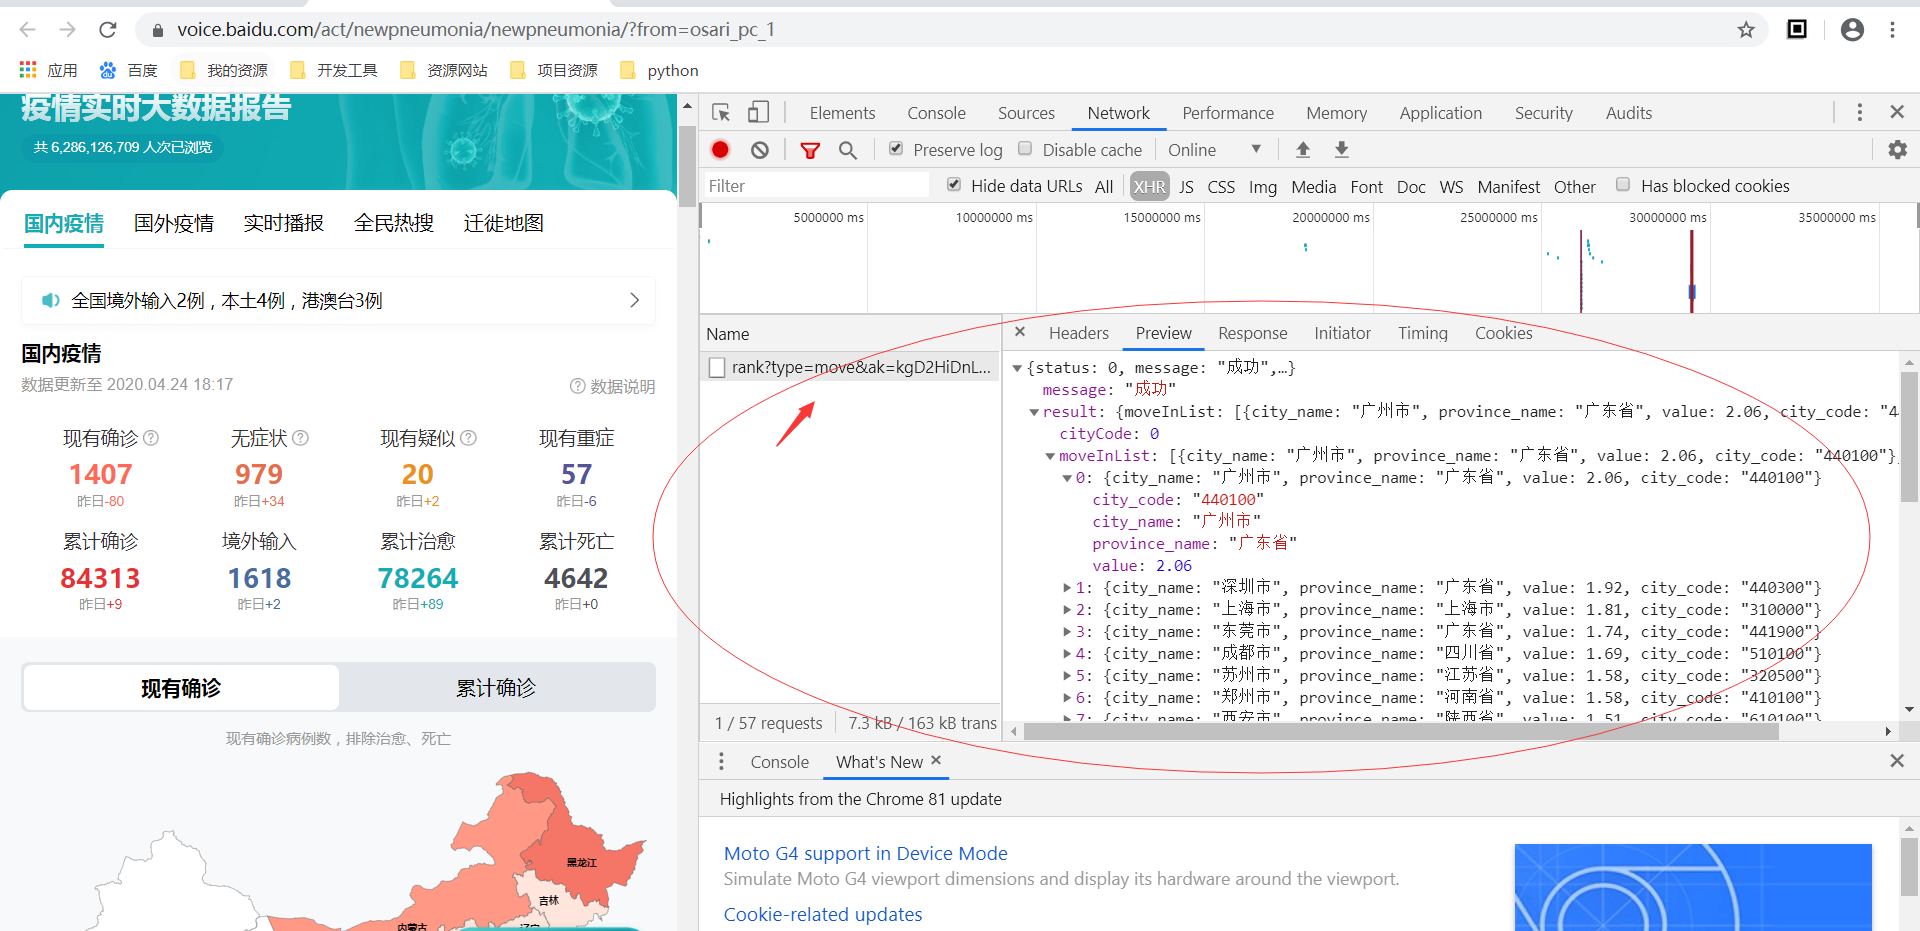 voice.baidu.com/act/newpneumonia/newpneumonia/?from=osari_pc_1
应用 百度 我的资源 开发工具 资源网站 项目资源 python
疫情实时大数据报告
共 6,286,126,709 人次已浏览
国内疫情 国外疫情 实时播报 全民热搜 迁徙地图
全国境外输入2例，本土4例，港澳台3例
国内疫情
数据更新至 2020.04.24 18:17 数据说明
现有确诊 无症状 现有疑似 现有重症
1407 979 20 57
昨日-80 昨日+34 昨日+2 昨日-6
累计确诊 境外输入 累计治愈 累计死亡
84313 1618 78264 4642
昨日+9 昨日+2 昨日+89 昨日+0
现有确诊 累计确诊
现有确诊病例数，排除治愈、死亡
黑龙江
吉林
内蒙古
辽宁
Elements Console Sources Network Performance Memory Application Security Audits
Preserve log Disable cache Online
Filter Hide data URLs All XHR JS CSS Img Media Font Doc WS Manifest Other Has blocked cookies
5000000 ms 10000000 ms 15000000 ms 20000000 ms 25000000 ms 30000000 ms 35000000 ms
Name
rank?type=move&ak=kgD2HiDnL...
1 / 57 requests 7.3 kB / 163 kB trans
Headers Preview Response Initiator Timing Cookies
{status: 0, message: "成功",…}
message: "成功"
result: {moveInList: [{city_name: "广州市", province_name: "广东省", value: 2.06, city_code: "4
cityCode: 0
moveInList: [{city_name: "广州市", province_name: "广东省", value: 2.06, city_code: "440100"}
0: {city_name: "广州市", province_name: "广东省", value: 2.06, city_code: "440100"}
city_code: "440100"
city_name: "广州市"
province_name: "广东省"
value: 2.06
1: {city_name: "深圳市", province_name: "广东省", value: 1.92, city_code: "440300"}
2: {city_name: "上海市", province_name: "上海市", value: 1.81, city_code: "310000"}
3: {city_name: "东莞市", province_name: "广东省", value: 1.74, city_code: "441900"}
4: {city_name: "成都市", province_name: "四川省", value: 1.69, city_code: "510100"}
5: {city_name: "苏州市", province_name: "江苏省", value: 1.58, city_code: "320500"}
6: {city_name: "郑州市", province_name: "河南省", value: 1.58, city_code: "410100"}
7: {city_name: "西安市", province_name: "陕西省", value: 1.51, city_code: "610100"}
Console What's New
Highlights from the Chrome 81 update
Moto G4 support in Device Mode
Simulate Moto G4 viewport dimensions and display its hardware around the viewport.
Cookie-related updates